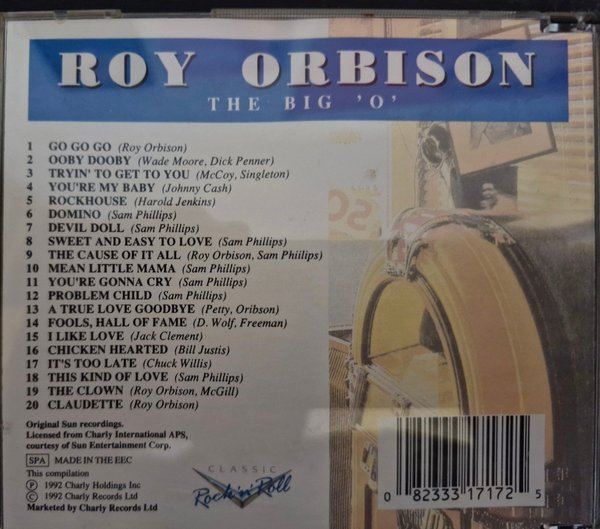 ROY ORBISON
THE BIG 'O'
1 GO GO GO (Roy Orbison)
2 OOBY DOOBY (Wade Moore, Dick Penner)
3 TRYIN' TO GET TO YOU (McCoy, Singleton)
4 YOU'RE MY BABY (Johnny Cash)
5 ROCKHOUSE (Harold Jenkins)
6 DOMINO (Sam Phillips)
7 DEVIL DOLL (Sam Phillips)
8 SWEET AND EASY TO LOVE (Sam Phillips)
9 THE CAUSE OF IT ALL (Roy Orbison, Sam Phiilips)
10 MEAN LITTLE MAMA (Sam Phillips)
11 YOU'RE GONNA CRY (Sam Phillips)
12 PROBLEM CHILD (Sam Phillips)
13 A TRUE LOVE GOODBYE (Petty, Oribson)
14 FOOLS, HALL OF FAME (D. Wolf, Freeman)
15 I LIKE LOVE (Jack Clement)
16 CHICKEN HEARTED (Bill Justis)
17 IT'S TOO LATE (Chuck Willis)
18 THIS KIND OF LOVE (Sam Phillips)
19 THE CLOWN (Roy Orbison, McGill)
20 CLAUDETTE (Roy Orbison)
Original Sun recordings.
Licensed from Charly International APS,
courtesy of Sun Entertainment Corp.
SPA MADE IN THE EEC
This compilation
℗ 1992 Charly Holdings Inc
© 1992 Charly Records Ltd
Marketed by Charly Records Ltd
CLASSIC
Rock 'n' Roll
0 82333 17172 5